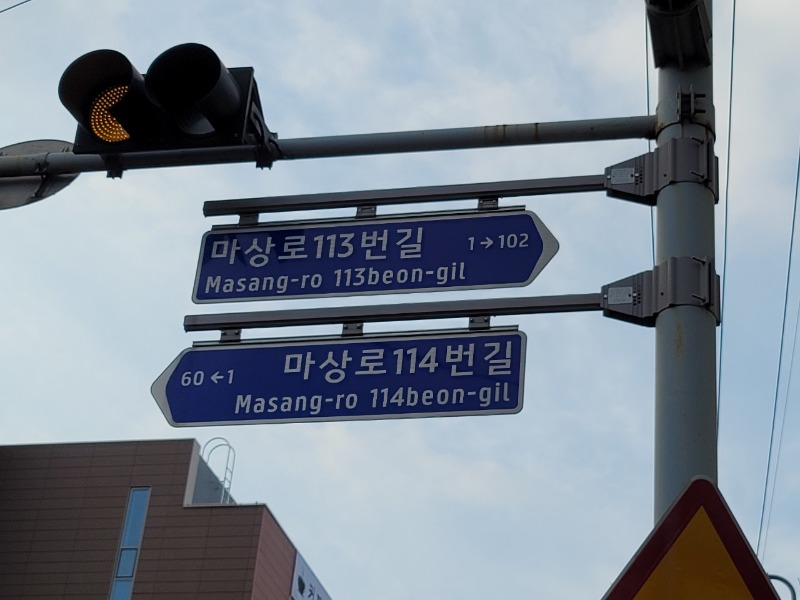 마상로113번길 1→102
Masang-ro 113beon-gil
60←1 마상로114번길
Masang-ro 114beon-gil